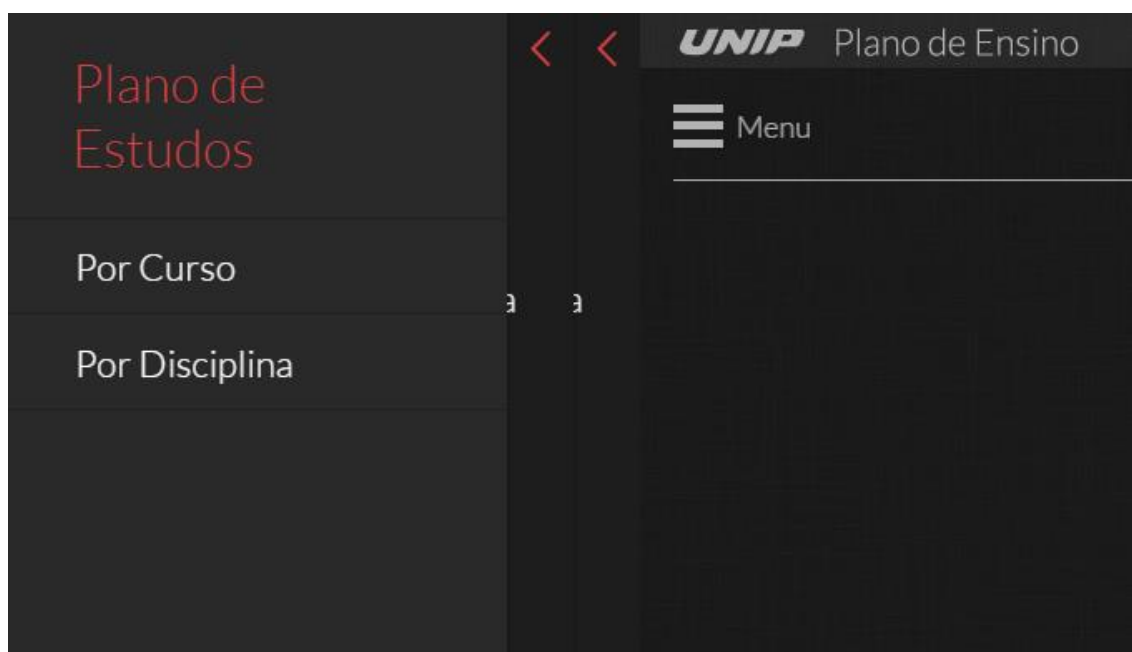 Plano de
Estudos
Por Curso
Por Disciplina
a
a
UNIP Plano de Ensino
Menu